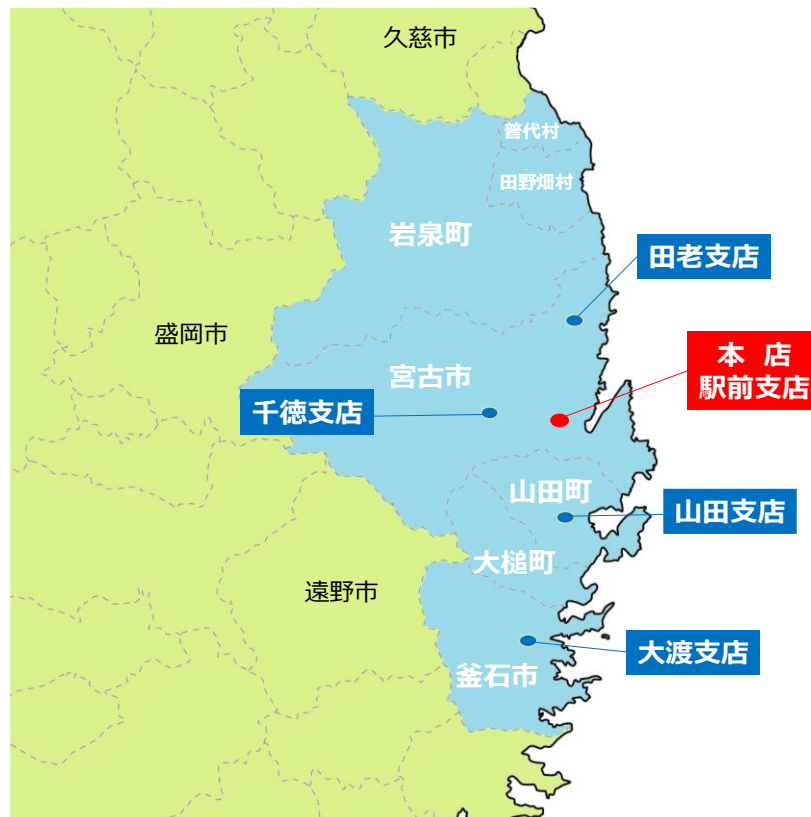 久慈市
普代村
田野畑村
岩泉町
田老支店
盛岡市
本 店
駅前支店
宮古市
千徳支店
山田町
山田支店
大槌町
遠野市
大渡支店
釜石市